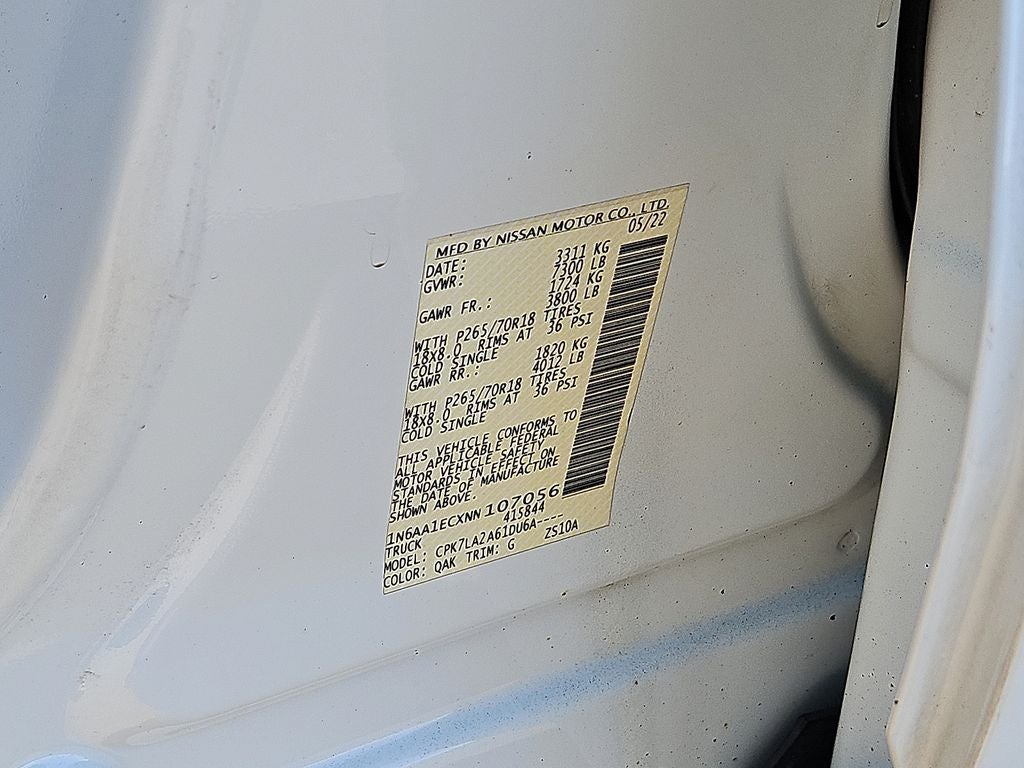 MFD BY NISSAN MOTOR CO., LTD.
DATE: 05/22
GVWR: 3311 KG
7300 LB
GAWR FR.: 1724 KG
3800 LB
WITH P265/70R18 TIRES
18X8.0 RIMS AT 36 PSI
COLD SINGLE
GAWR RR.: 1820 KG
4012 LB
WITH P265/70R18 TIRES
18X8.0 RIMS AT 36 PSI
COLD SINGLE
THIS VEHICLE CONFORMS TO
ALL APPLICABLE FEDERAL
MOTOR VEHICLE SAFETY
STANDARDS IN EFFECT ON
THE DATE OF MANUFACTURE
SHOWN ABOVE.
1N6AA1ECXNN107056
TRUCK 415844
MODEL: CPK7LA2A61DU6A----
COLOR: QAK TRIM: G ZS10A